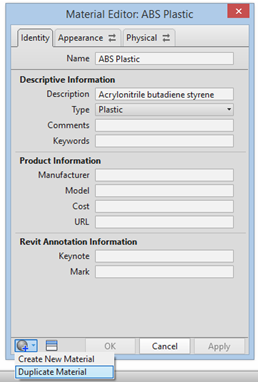 Material Editor: ABS Plastic
Identity Appearance Physical
Name ABS Plastic
Descriptive Information
Description Acrylonitrile butadiene styrene
Type Plastic
Comments
Keywords
Product Information
Manufacturer
Model
Cost
URL
Revit Annotation Information
Keynote
Mark
OK Cancel Apply
Create New Material
Duplicate Material